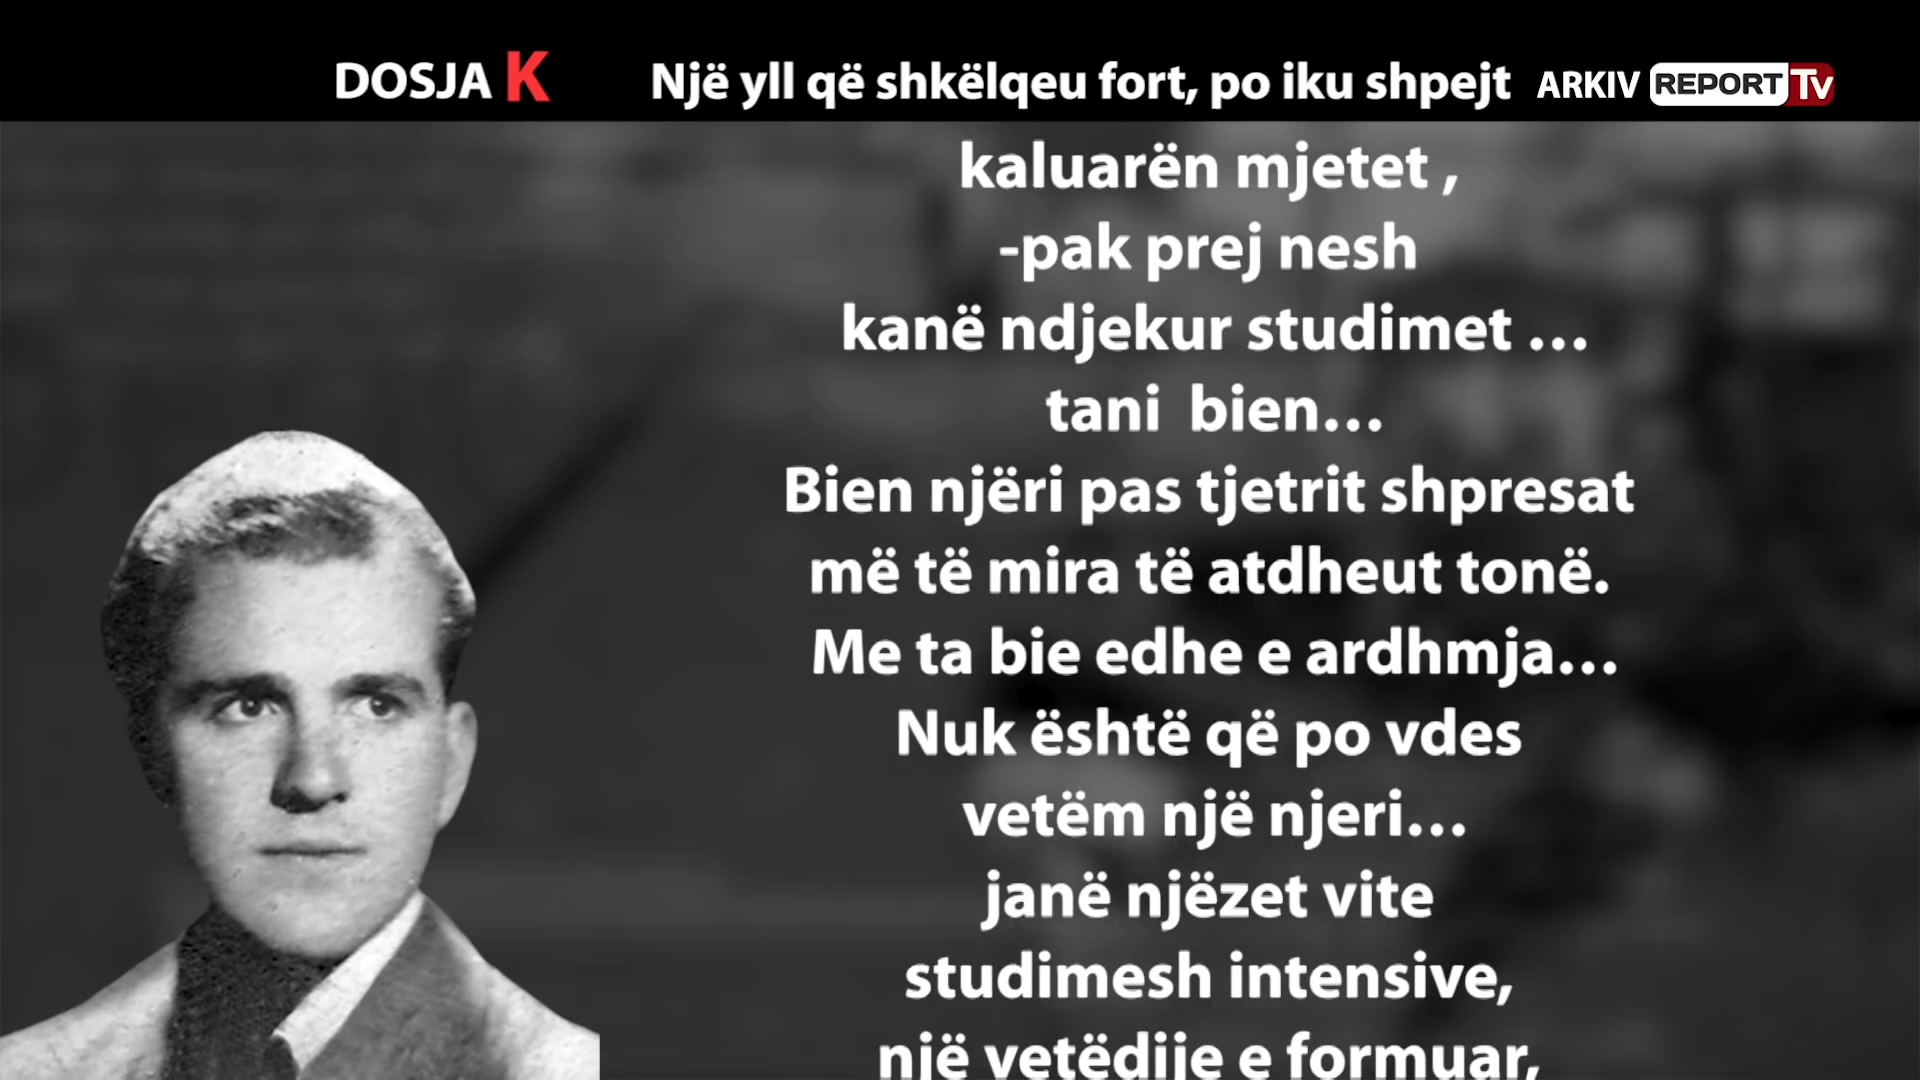 DOSJA K
Një yll që shkëlqeu fort, po iku shpejt
ARKIV REPORT Tv
kaluarën mjetet ,
-pak prej nesh
kanë ndjekur studimet ...
tani bien...
Bien njëri pas tjetrit shpresat
më të mira të atdheut tonë.
Me ta bie edhe e ardhmja...
Nuk është që po vdes
vetëm një njeri...
janë njëzet vite
studimesh intensive,
një vetëdije e formuar,